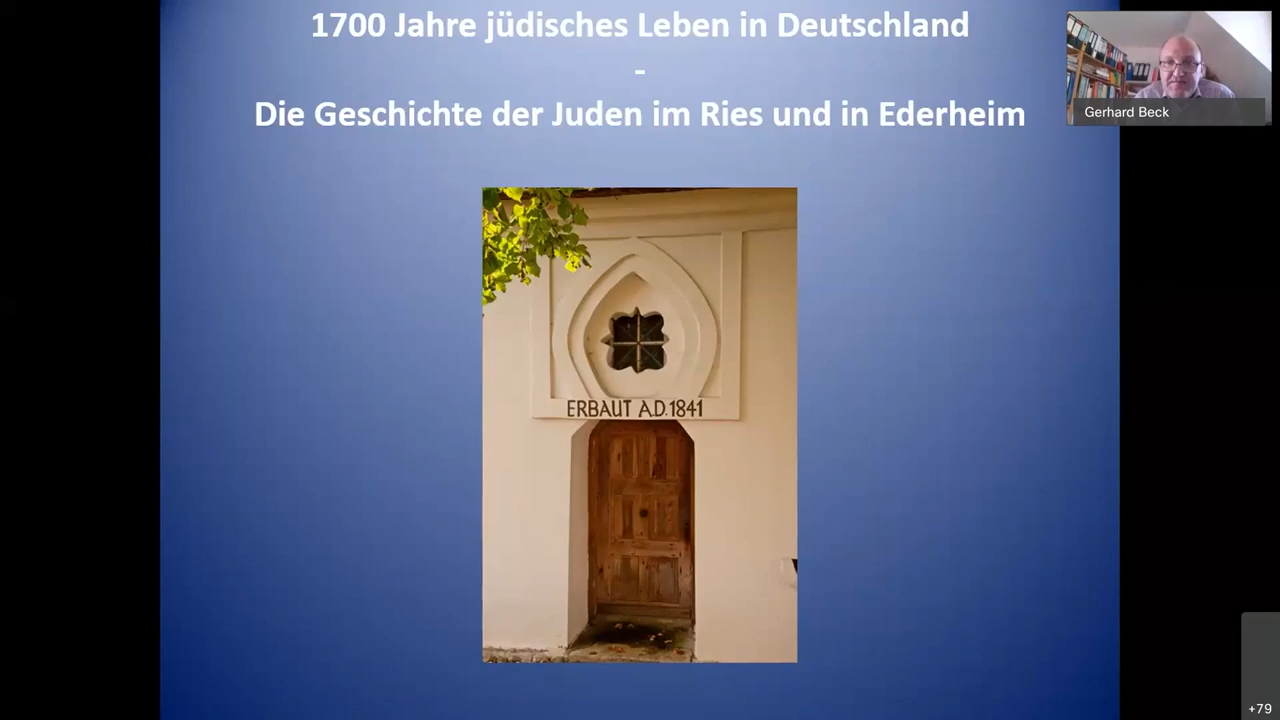 1700 Jahre jüdisches Leben in Deutschland
-
Die Geschichte der Juden im Ries und in Ederheim
Gerhard Beck
ERBAUT A.D. 1841
+79